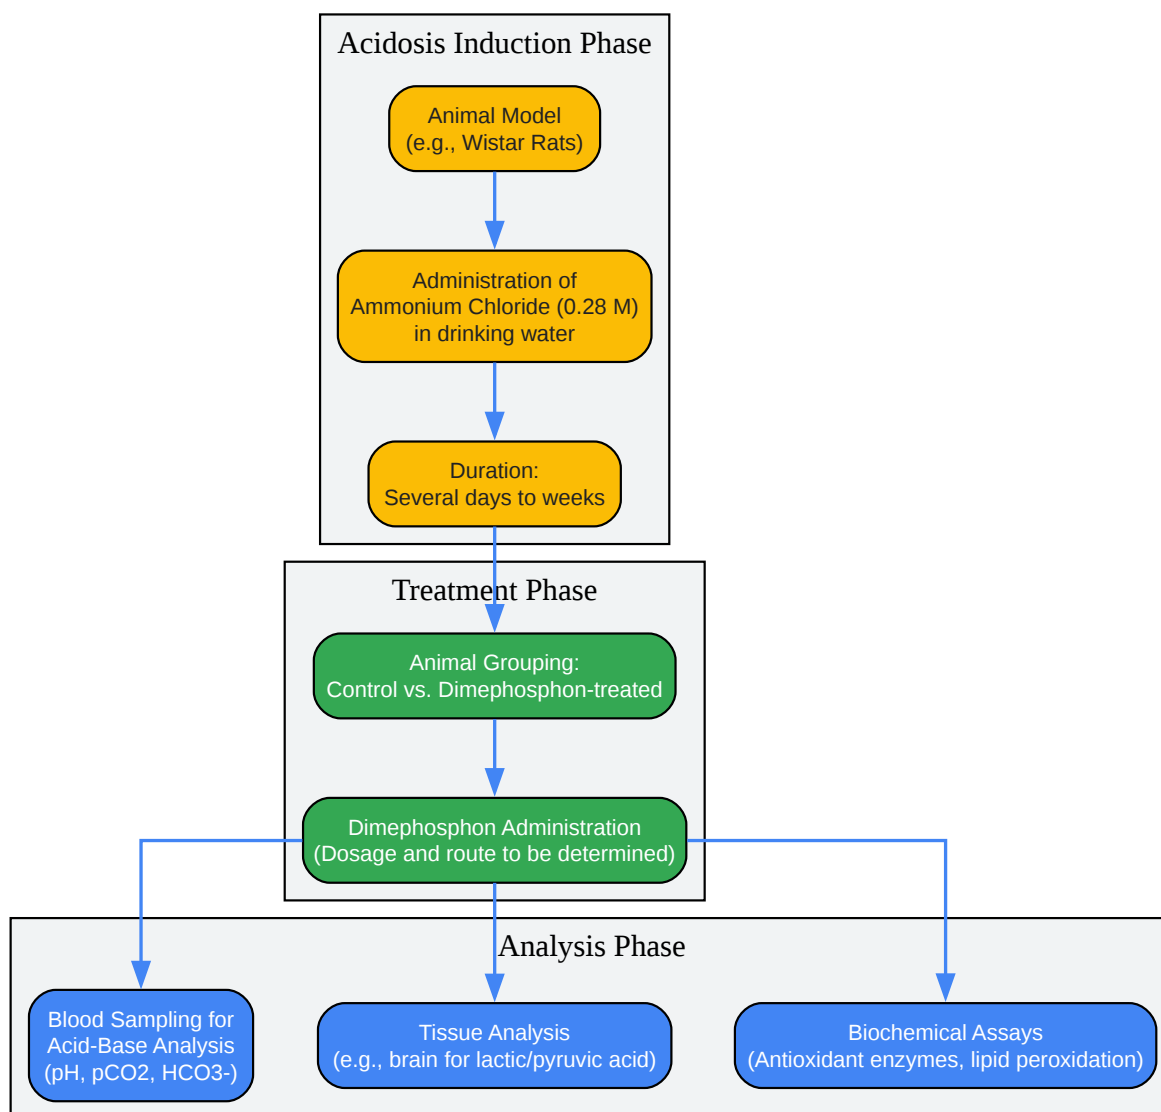 Acidosis Induction Phase
Animal Model
(e.g., Wistar Rats)
Administration of
Ammonium Chloride (0.28 M)
in drinking water
Duration:
Several days to weeks
Treatment Phase
Animal Grouping:
Control vs. Dimephosphon-treated
Dimephosphon Administration
(Dosage and route to be determined)
Analysis Phase
Blood Sampling for
Acid-Base Analysis
(pH, pCO2, HCO3-)
Tissue Analysis
(e.g., brain for lactic/pyruvic acid)
Biochemical Assays
(Antioxidant enzymes, lipid peroxidation)